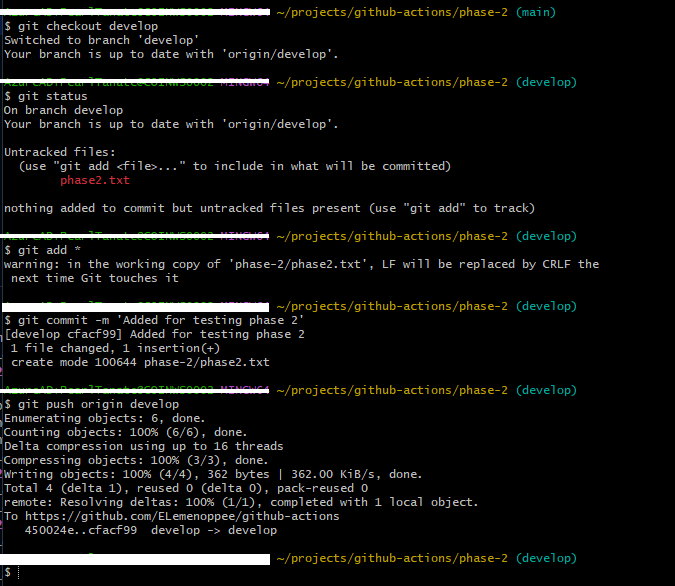 ~/projects/github-actions/phase-2 (main)
$ git checkout develop
Switched to branch 'develop'
Your branch is up to date with 'origin/develop'.
~/projects/github-actions/phase-2 (develop)
$ git status
On branch develop
Your branch is up to date with 'origin/develop'.
Untracked files:
(use "git add <file>..." to include in what will be committed)
phase2.txt
nothing added to commit but untracked files present (use "git add" to track)
~/projects/github-actions/phase-2 (develop)
$ git add *
warning: in the working copy of 'phase-2/phase2.txt', LF will be replaced by CRLF the
next time Git touches it
~/projects/github-actions/phase-2 (develop)
$ git commit -m 'Added for testing phase 2'
[develop cfacf99] Added for testing phase 2
1 file changed, 1 insertion(+)
create mode 100644 phase-2/phase2.txt
~/projects/github-actions/phase-2 (develop)
$ git push origin develop
Enumerating objects: 6, done.
Counting objects: 100% (6/6), done.
Delta compression using up to 16 threads
Compressing objects: 100% (3/3), done.
Writing objects: 100% (4/4), 362 bytes | 362.00 KiB/s, done.
Total 4 (delta 1), reused 0 (delta 0), pack-reused 0
remote: Resolving deltas: 100% (1/1), completed with 1 local object.
To https://github.com/ELemenoppee/github-actions
450024e..cfacf99  develop -> develop
~/projects/github-actions/phase-2 (develop)
$